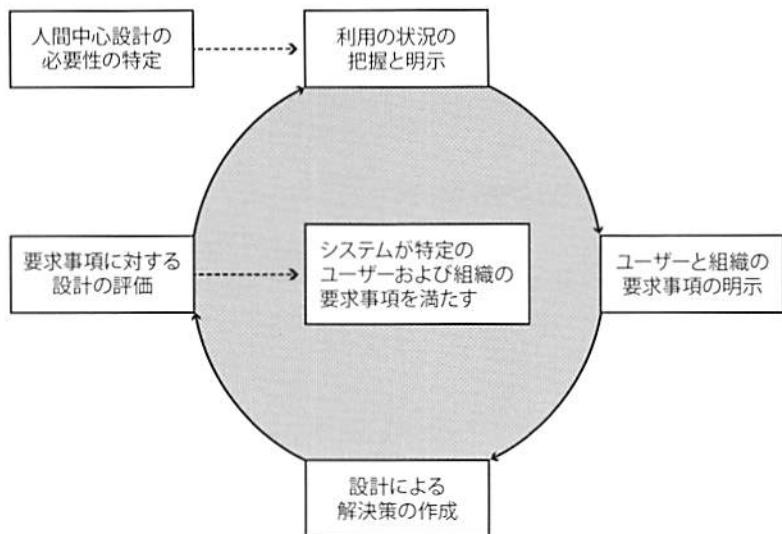 人間中心設計の
必要性の特定
利用の状況の
把握と明示
要求事項に対する
設計の評価
システムが特定の
ユーザーおよび組織の
要求事項を満たす
ユーザーと組織の
要求事項の明示
設計による
解決策の作成